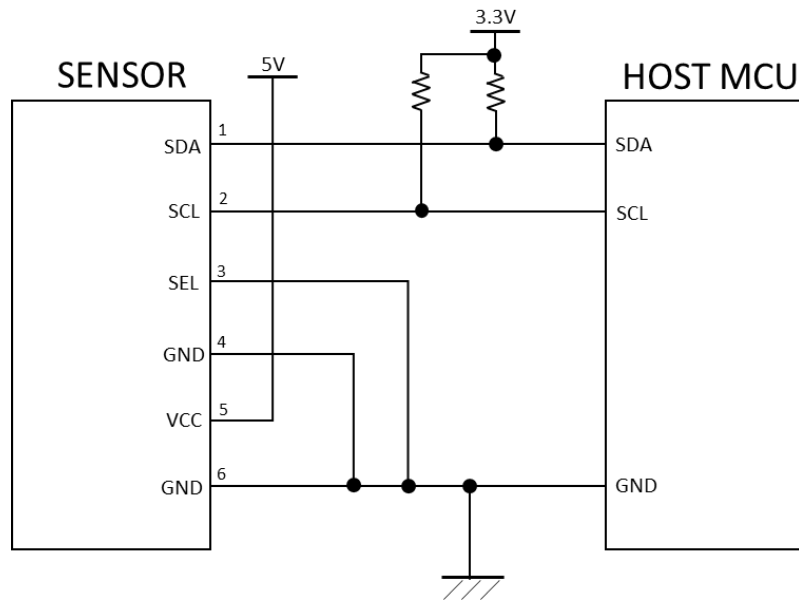 3.3V
5V
SENSOR
HOST MCU
SDA 1
SDA
SCL 2
SCL
SEL 3
GND 4
VCC 5
GND 6
GND